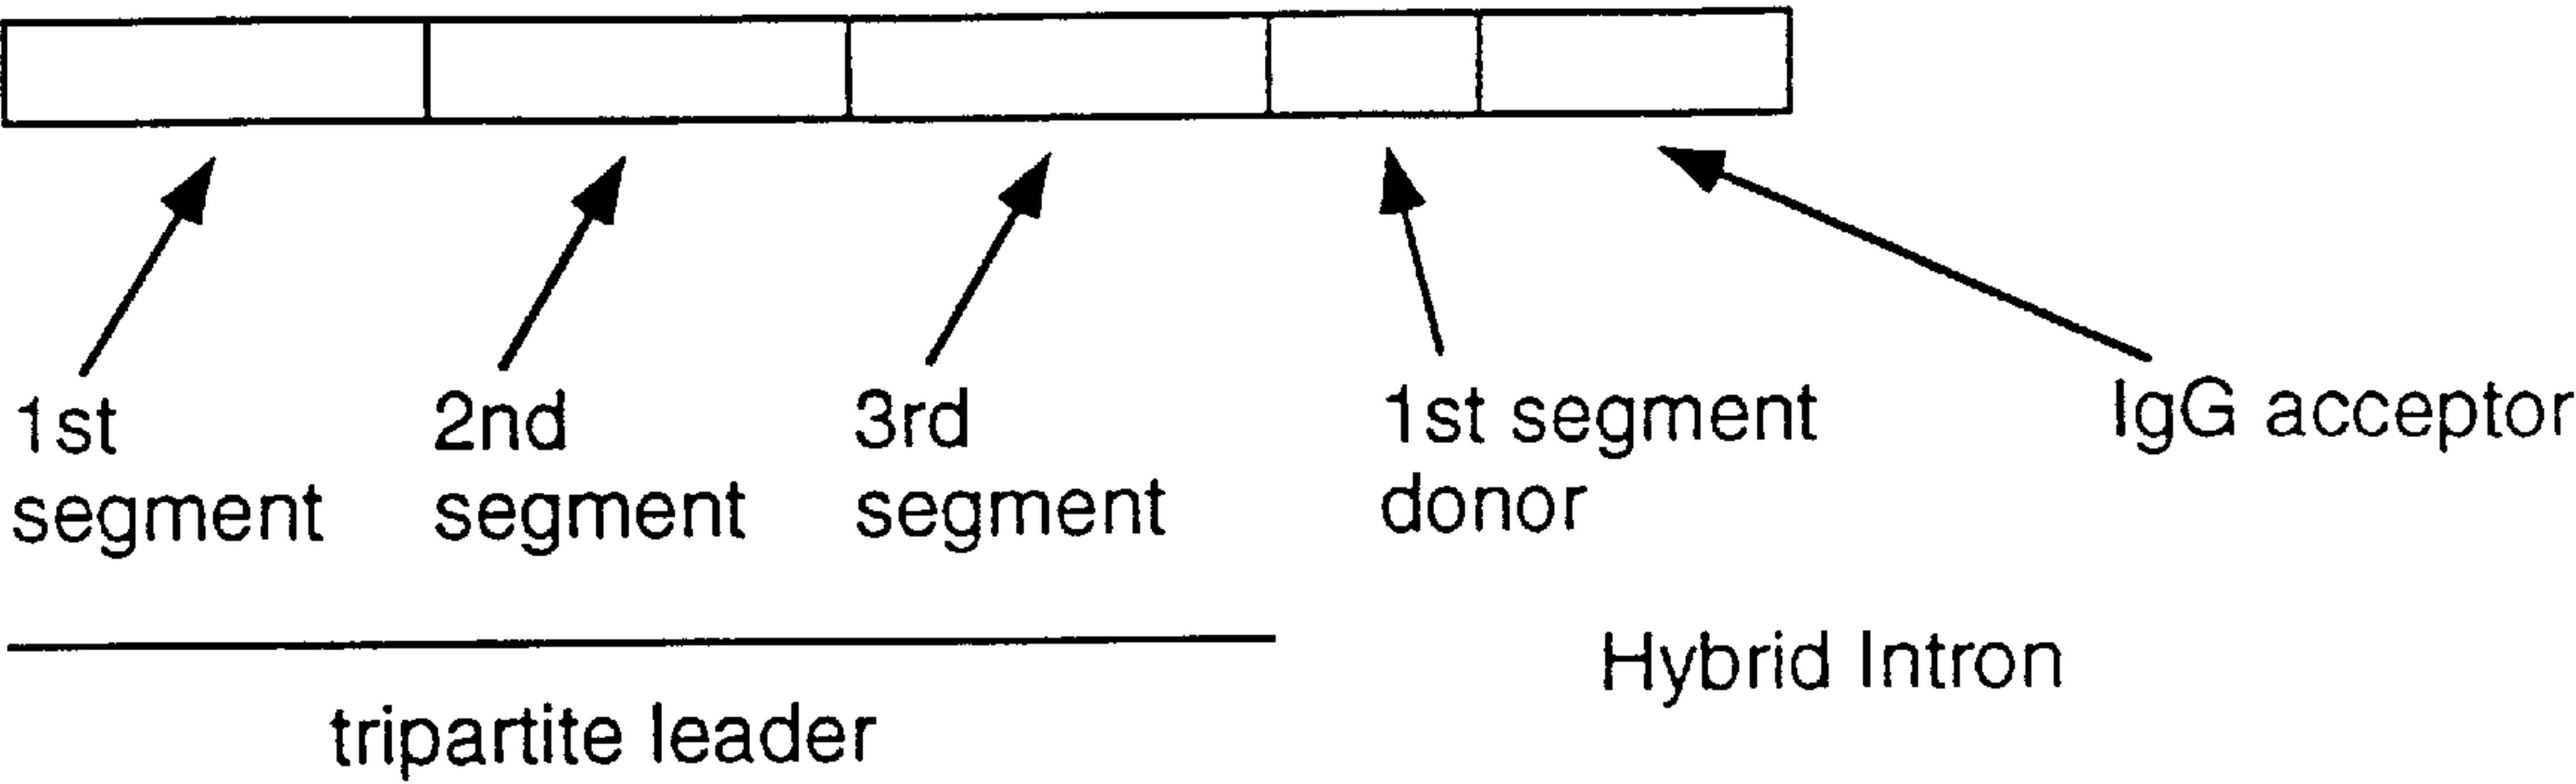 1st
segment
2nd
segment
3rd
segment
1st segment
donor
IgG acceptor
tripartite leader
Hybrid Intron